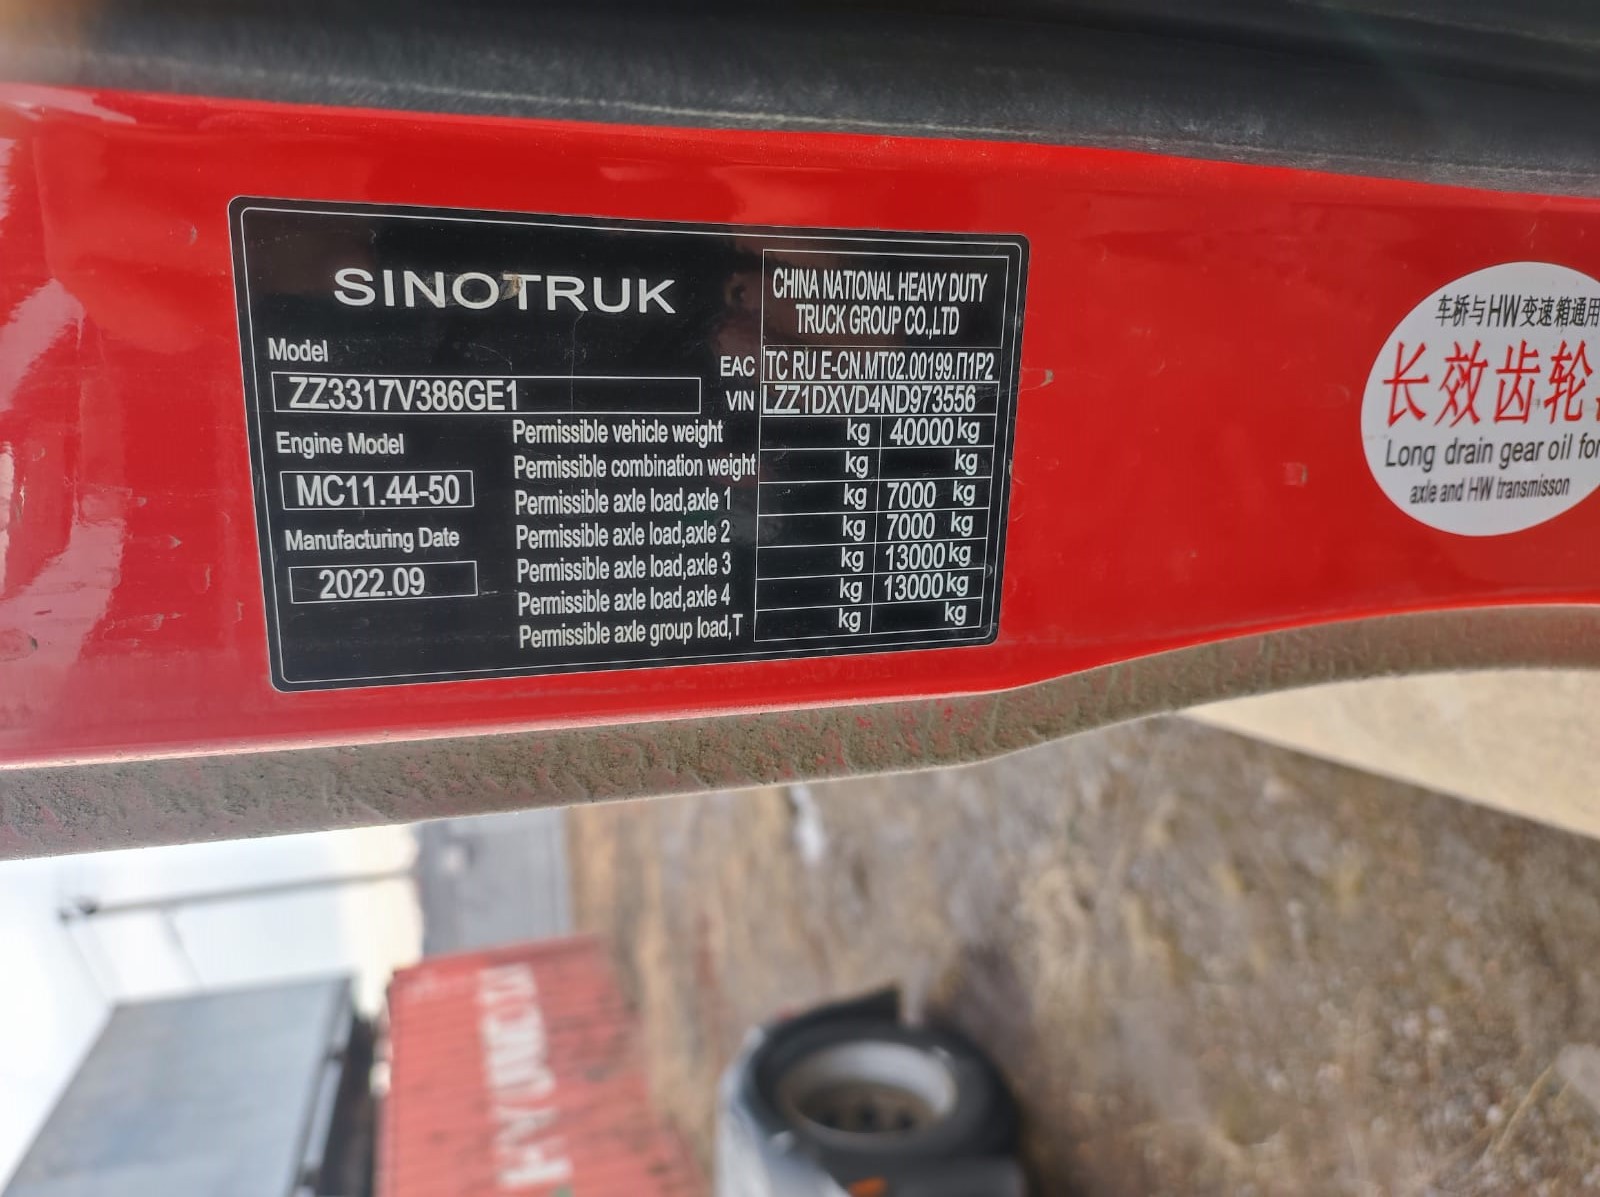 SINOTRUK
CHINA NATIONAL HEAVY DUTY
TRUCK GROUP CO.,LTD
Model
ZZ3317V386GE1
EAC TC RU E-CN.MT02.00199.П1P2
VIN LZZ1DXVD4ND973556
Engine Model
MC11.44-50
Manufacturing Date
2022.09
Permissible vehicle weight kg 40000 kg
Permissible combination weight kg kg
Permissible axle load,axle 1 kg 7000 kg
Permissible axle load,axle 2 kg 7000 kg
Permissible axle load,axle 3 kg 13000 kg
Permissible axle load,axle 4 kg 13000 kg
Permissible axle group load,T kg kg
车桥与HW变速箱通用
长效齿轮
Long drain gear oil for
axle and HW transmisson
HYUNDAI